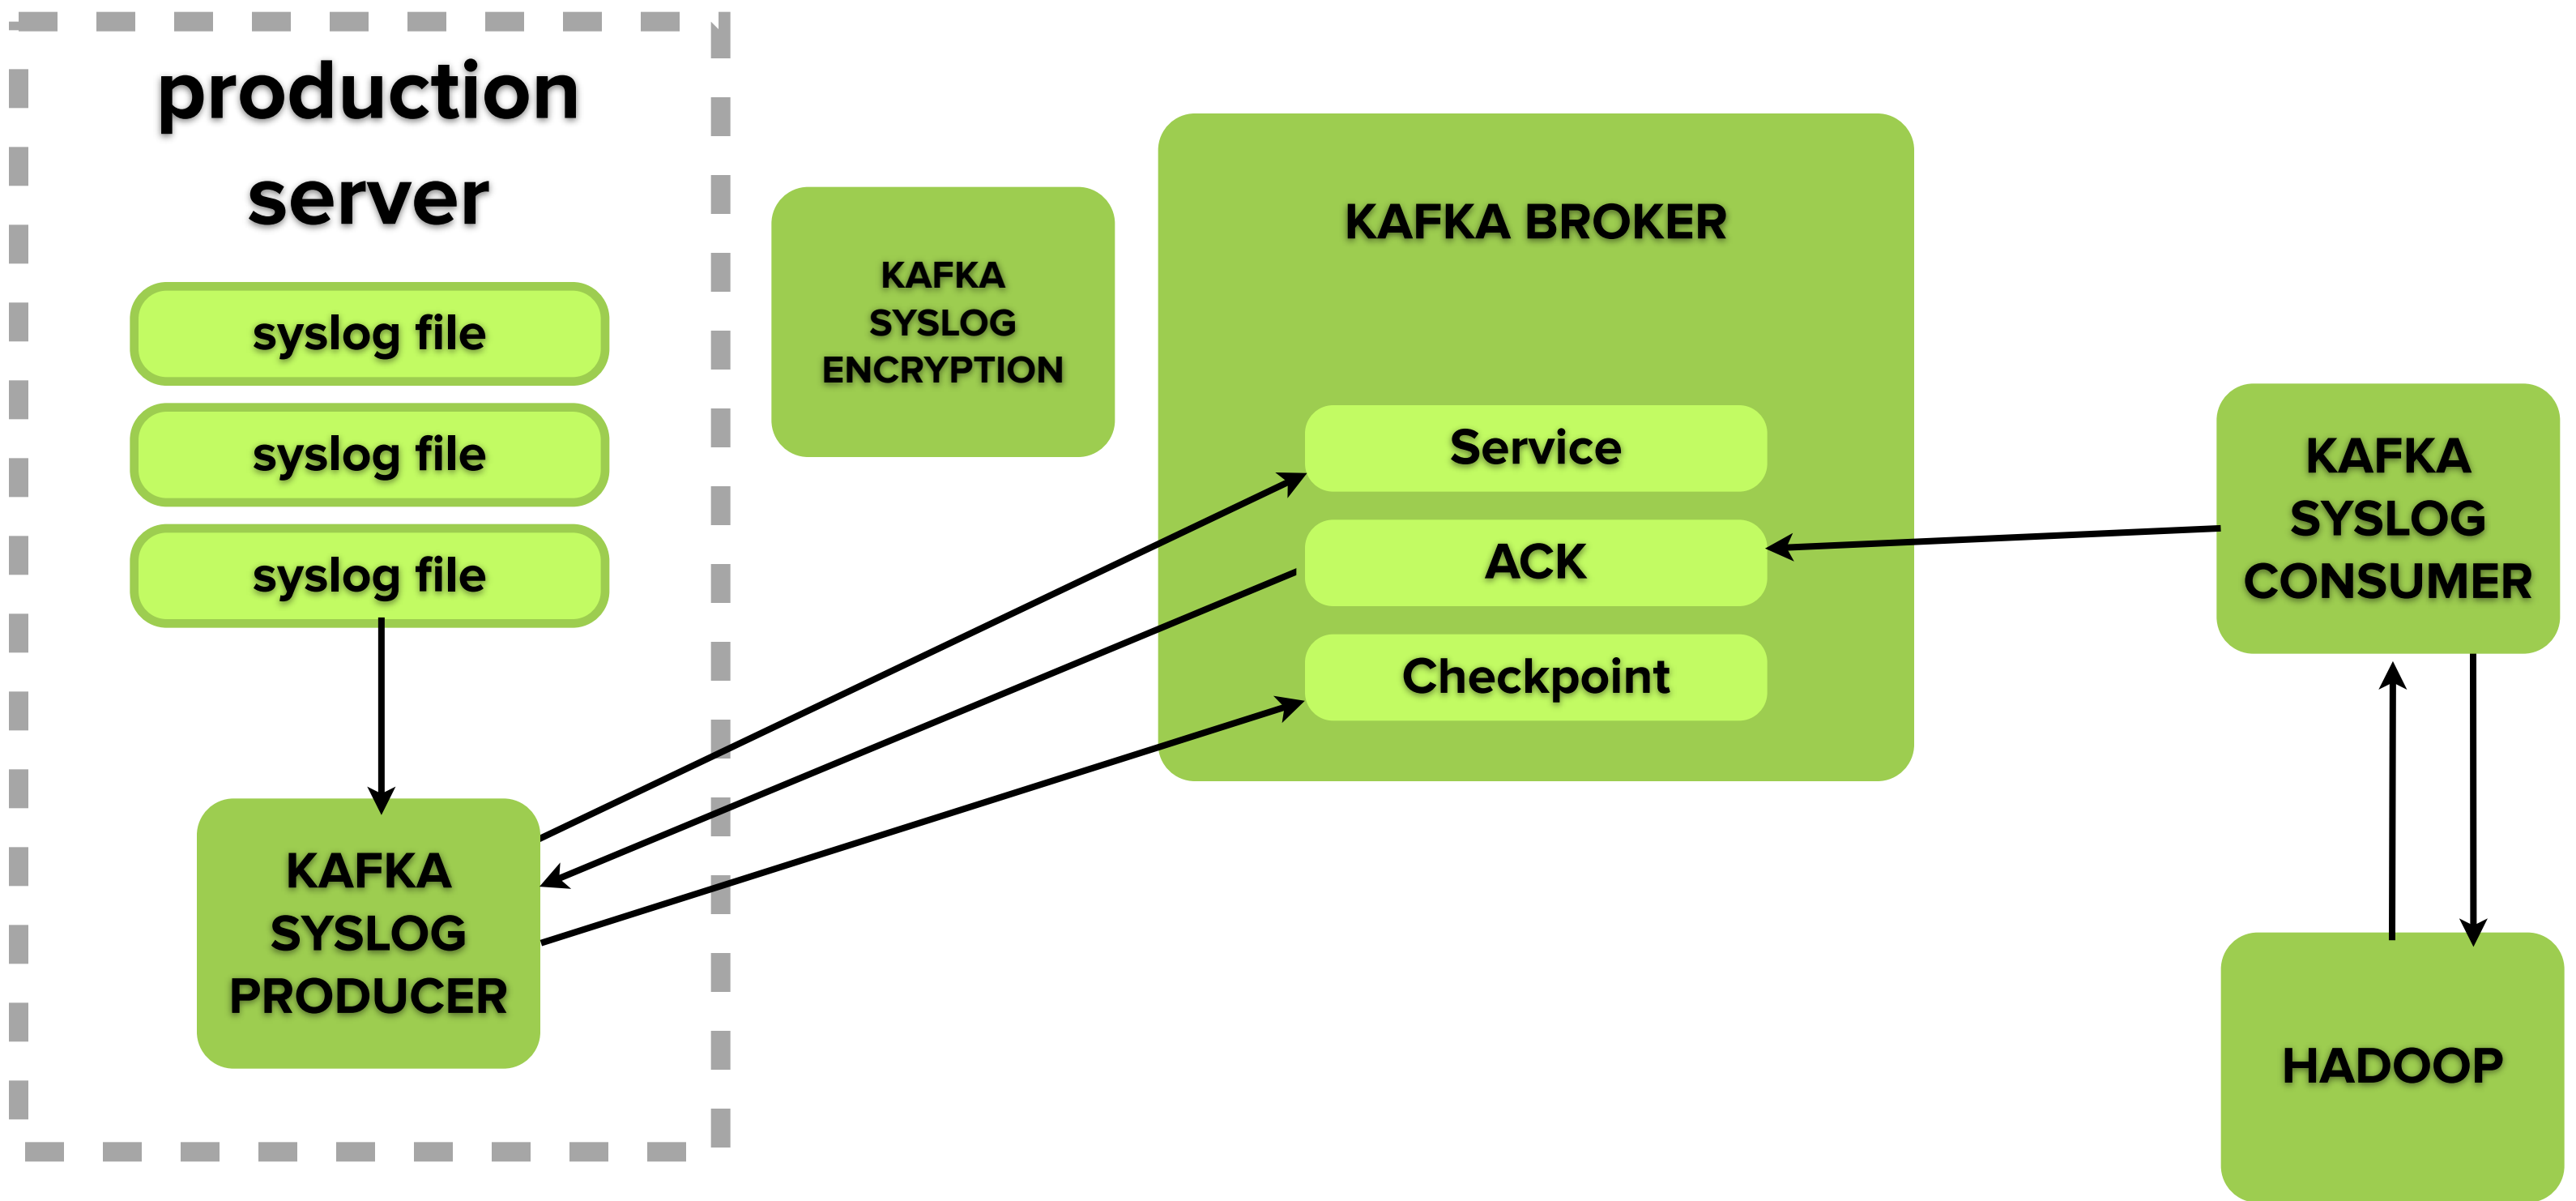 production
server
syslog file
syslog file
syslog file
KAFKA
SYSLOG
PRODUCER
KAFKA
SYSLOG
ENCRYPTION
KAFKA BROKER
Service
ACK
Checkpoint
KAFKA
SYSLOG
CONSUMER
HADOOP